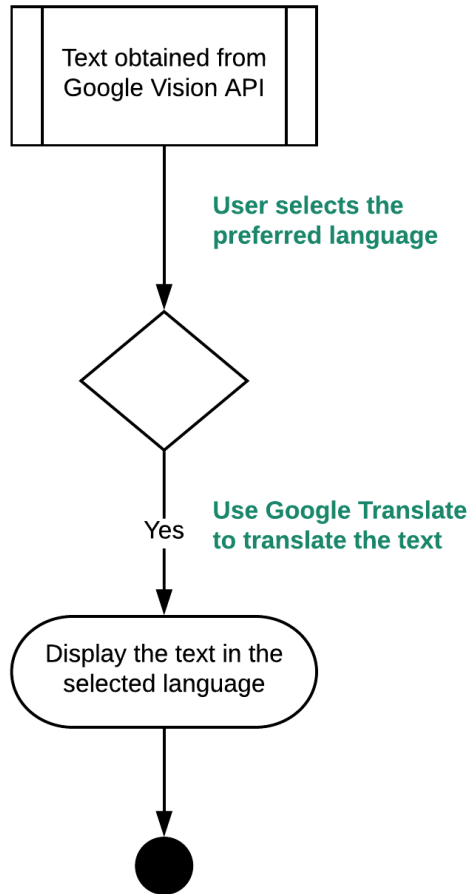 Text obtained from
Google Vision API
User selects the
preferred language
Yes
Use Google Translate
to translate the text
Display the text in the
selected language